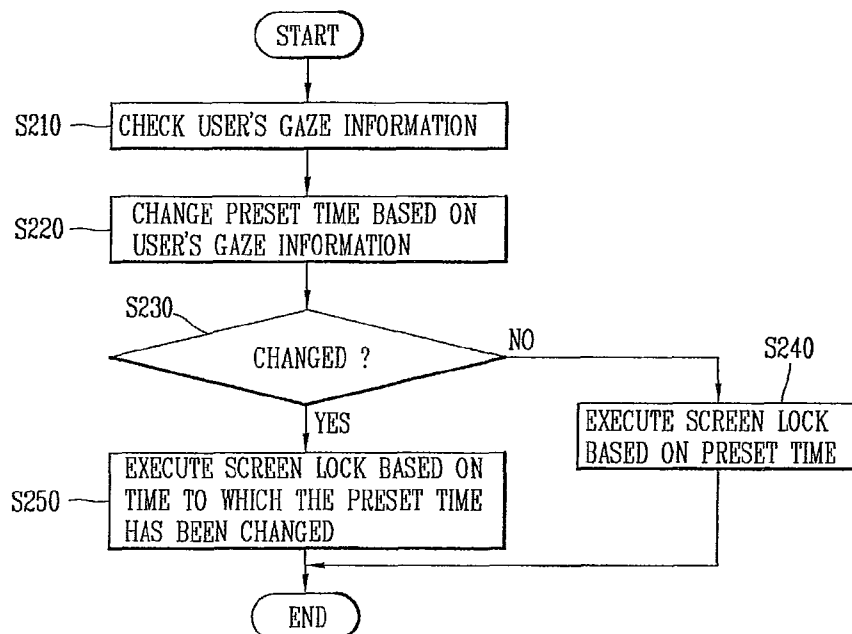 START
S210
CHECK USER'S GAZE INFORMATION
S220
CHANGE PRESET TIME BASED ON
USER'S GAZE INFORMATION
S230
CHANGED ?
NO
YES
S240
EXECUTE SCREEN LOCK
BASED ON PRESET TIME
S250
EXECUTE SCREEN LOCK BASED ON
TIME TO WHICH THE PRESET TIME
HAS BEEN CHANGED
END